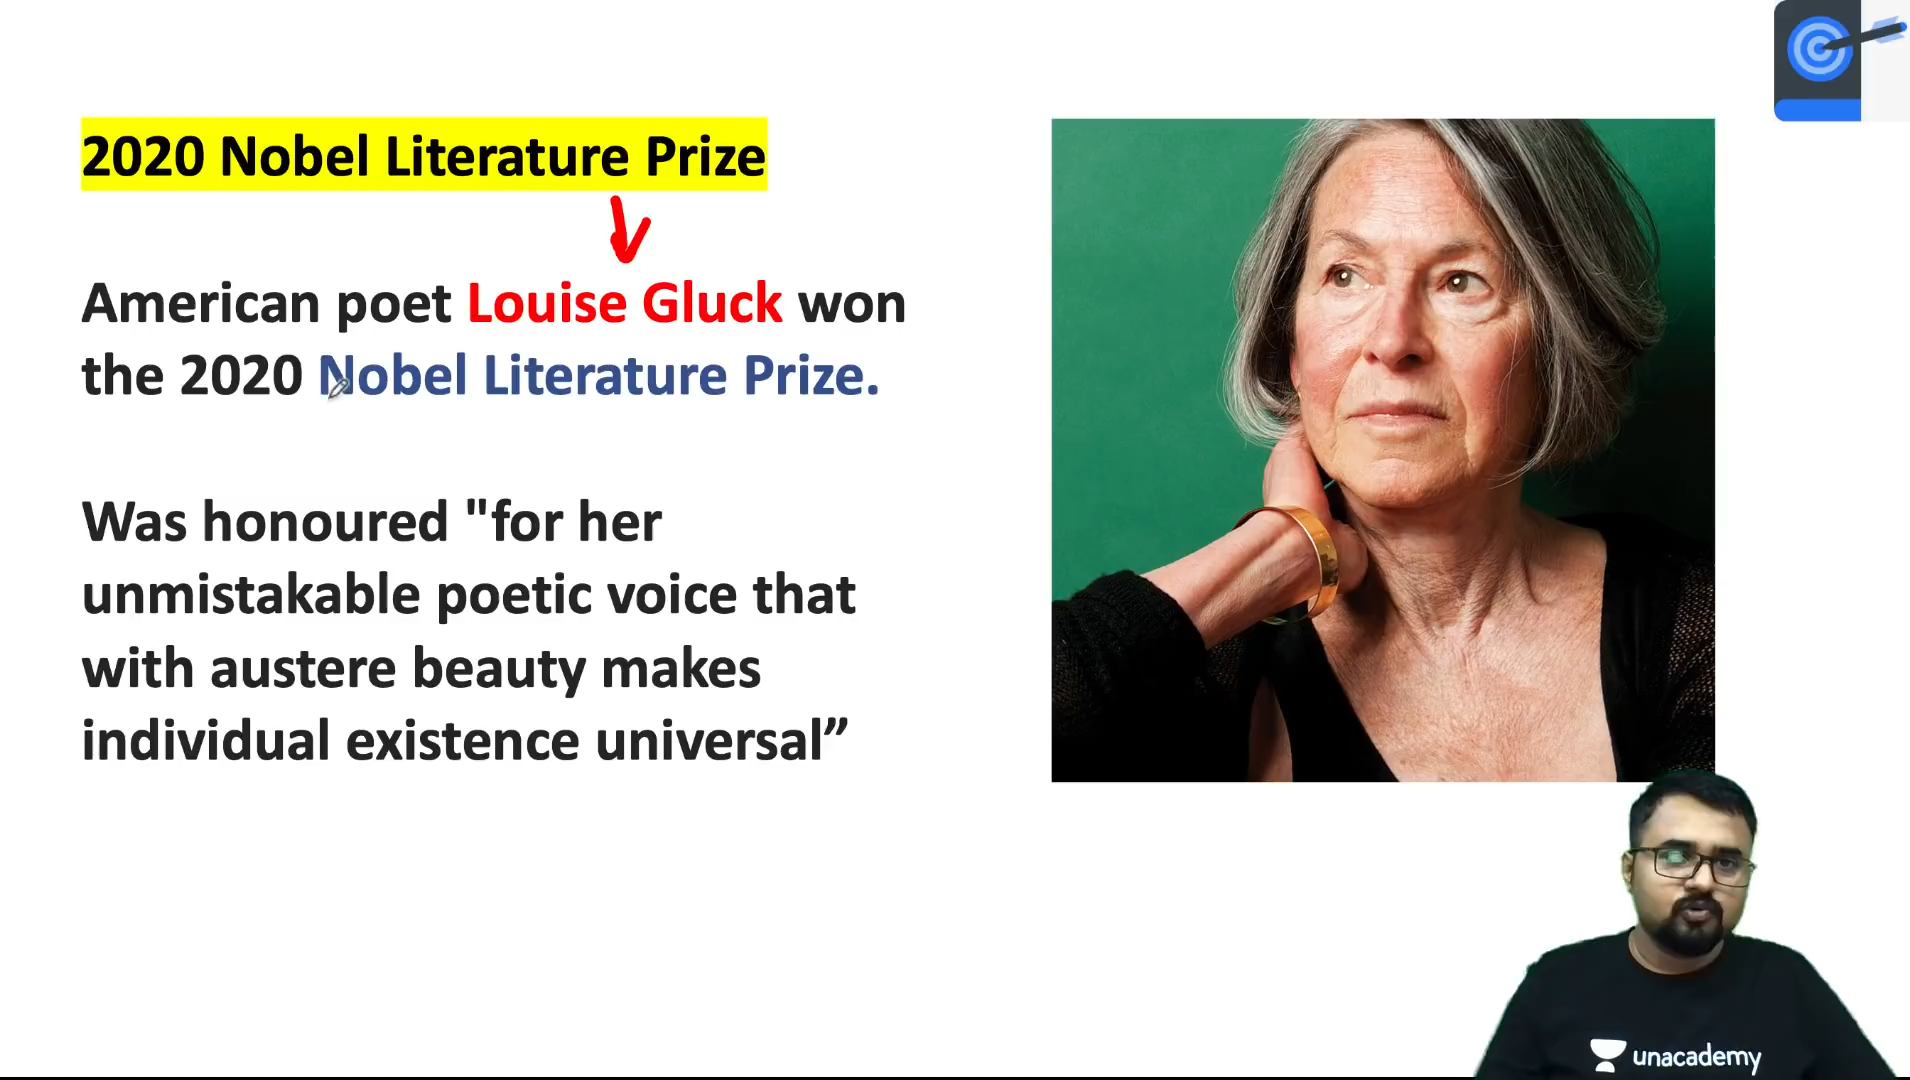 2020 Nobel Literature Prize
American poet Louise Gluck won
the 2020 Nobel Literature Prize.
Was honoured "for her
unmistakable poetic voice that
with austere beauty makes
individual existence universal”
unacademy